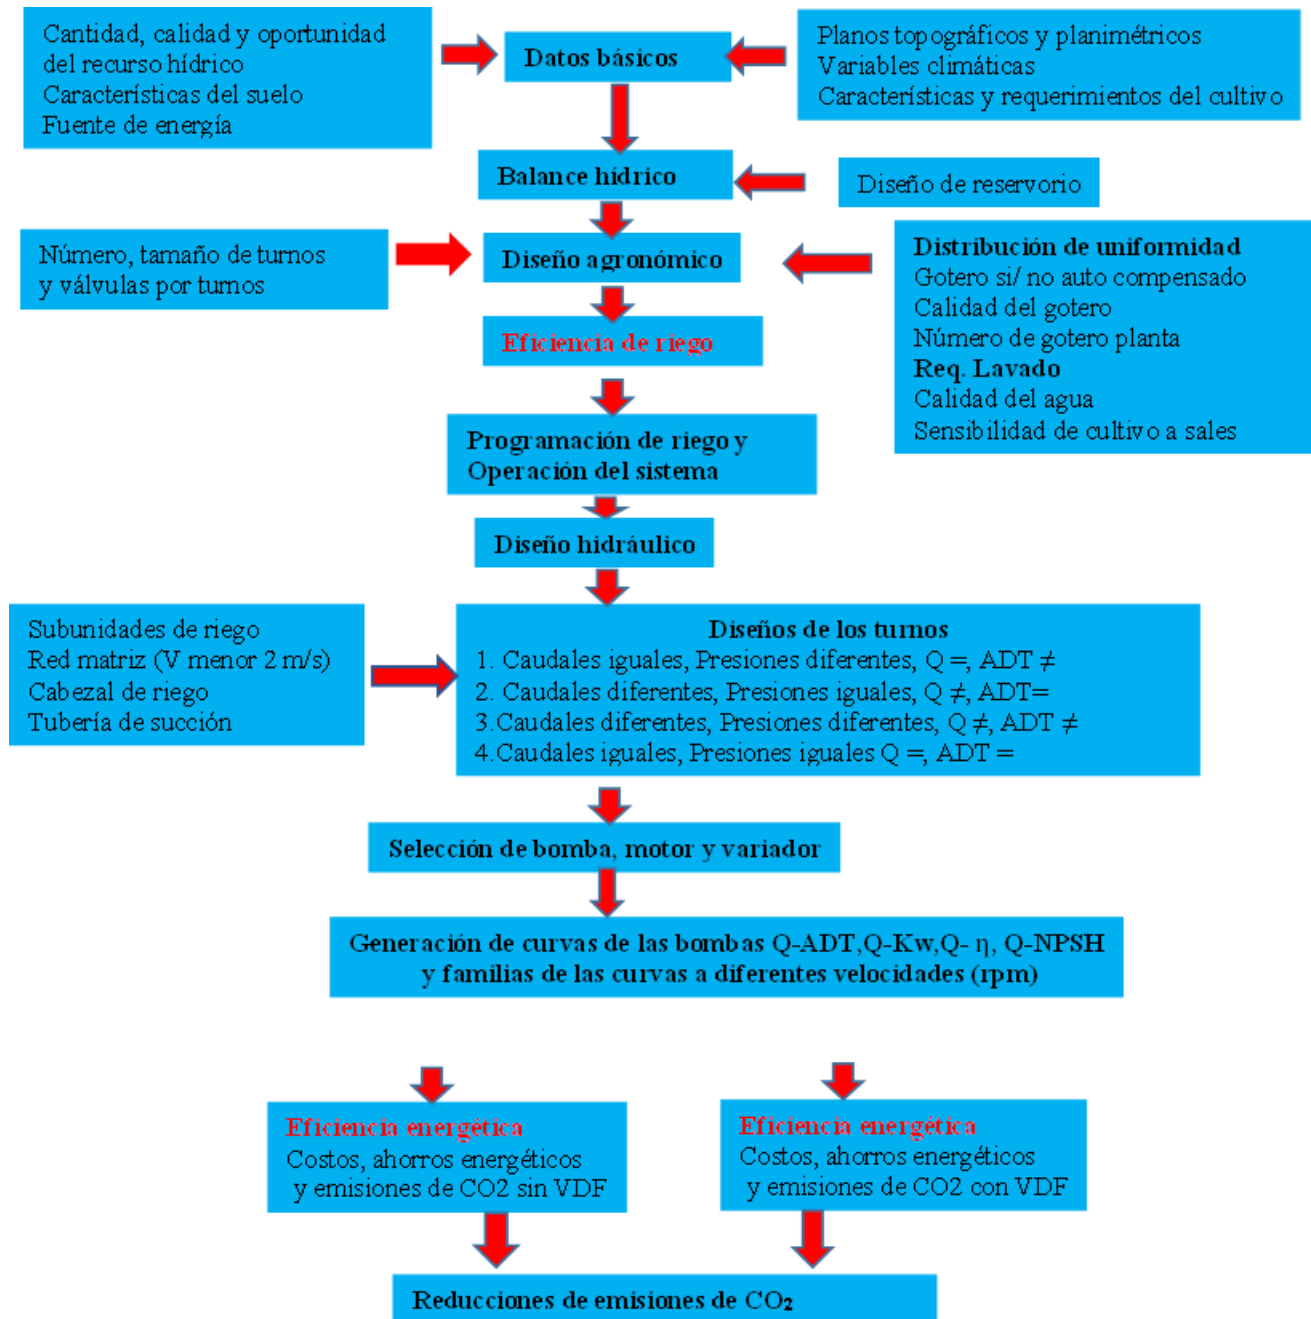 Cantidad, calidad y oportunidad
del recurso hídrico
Características del suelo
Fuente de energía
Datos básicos
Planos topográficos y planimétricos
Variables climáticas
Características y requerimientos del cultivo
Balance hídrico
Diseño de reservorio
Número, tamaño de turnos
y válvulas por turnos
Diseño agronómico
Distribución de uniformidad
Gotero si/ no auto compensado
Calidad del gotero
Número de gotero planta
Req. Lavado
Calidad del agua
Sensibilidad de cultivo a sales
Eficiencia de riego
Programación de riego y
Operación del sistema
Diseño hidráulico
Subunidades de riego
Red matriz (V menor 2 m/s)
Cabezal de riego
Tubería de succión
Diseños de los turnos
1. Caudales iguales, Presiones diferentes, Q =, ADT ≠
2. Caudales diferentes, Presiones iguales, Q ≠, ADT=
3.Caudales diferentes, Presiones diferentes, Q ≠, ADT ≠
4.Caudales iguales, Presiones iguales Q =, ADT =
Selección de bomba, motor y variador
Generación de curvas de las bombas Q-ADT,Q-Kw,Q- η, Q-NPSH
y familias de las curvas a diferentes velocidades (rpm)
Eficiencia energética
Costos, ahorros energéticos
y emisiones de CO2 sin VDF
Eficiencia energética
Costos, ahorros energéticos
y emisiones de CO2 con VDF
Reducciones de emisiones de CO₂